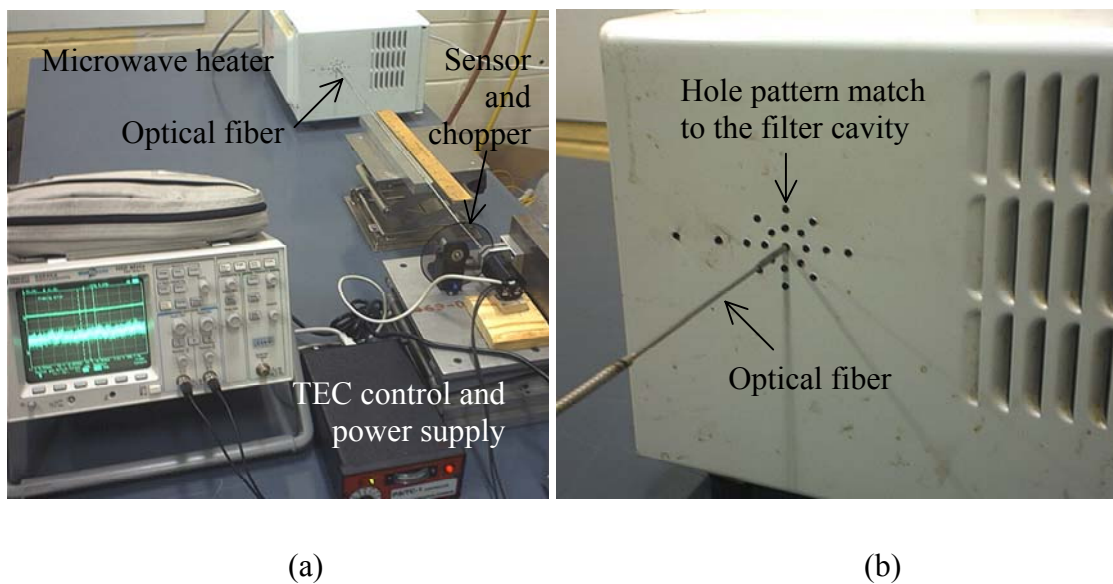 Microwave heater
Optical fiber
Sensor
and
chopper
TEC control and
power supply
Hole pattern match
to the filter cavity
Optical fiber
(a)
(b)